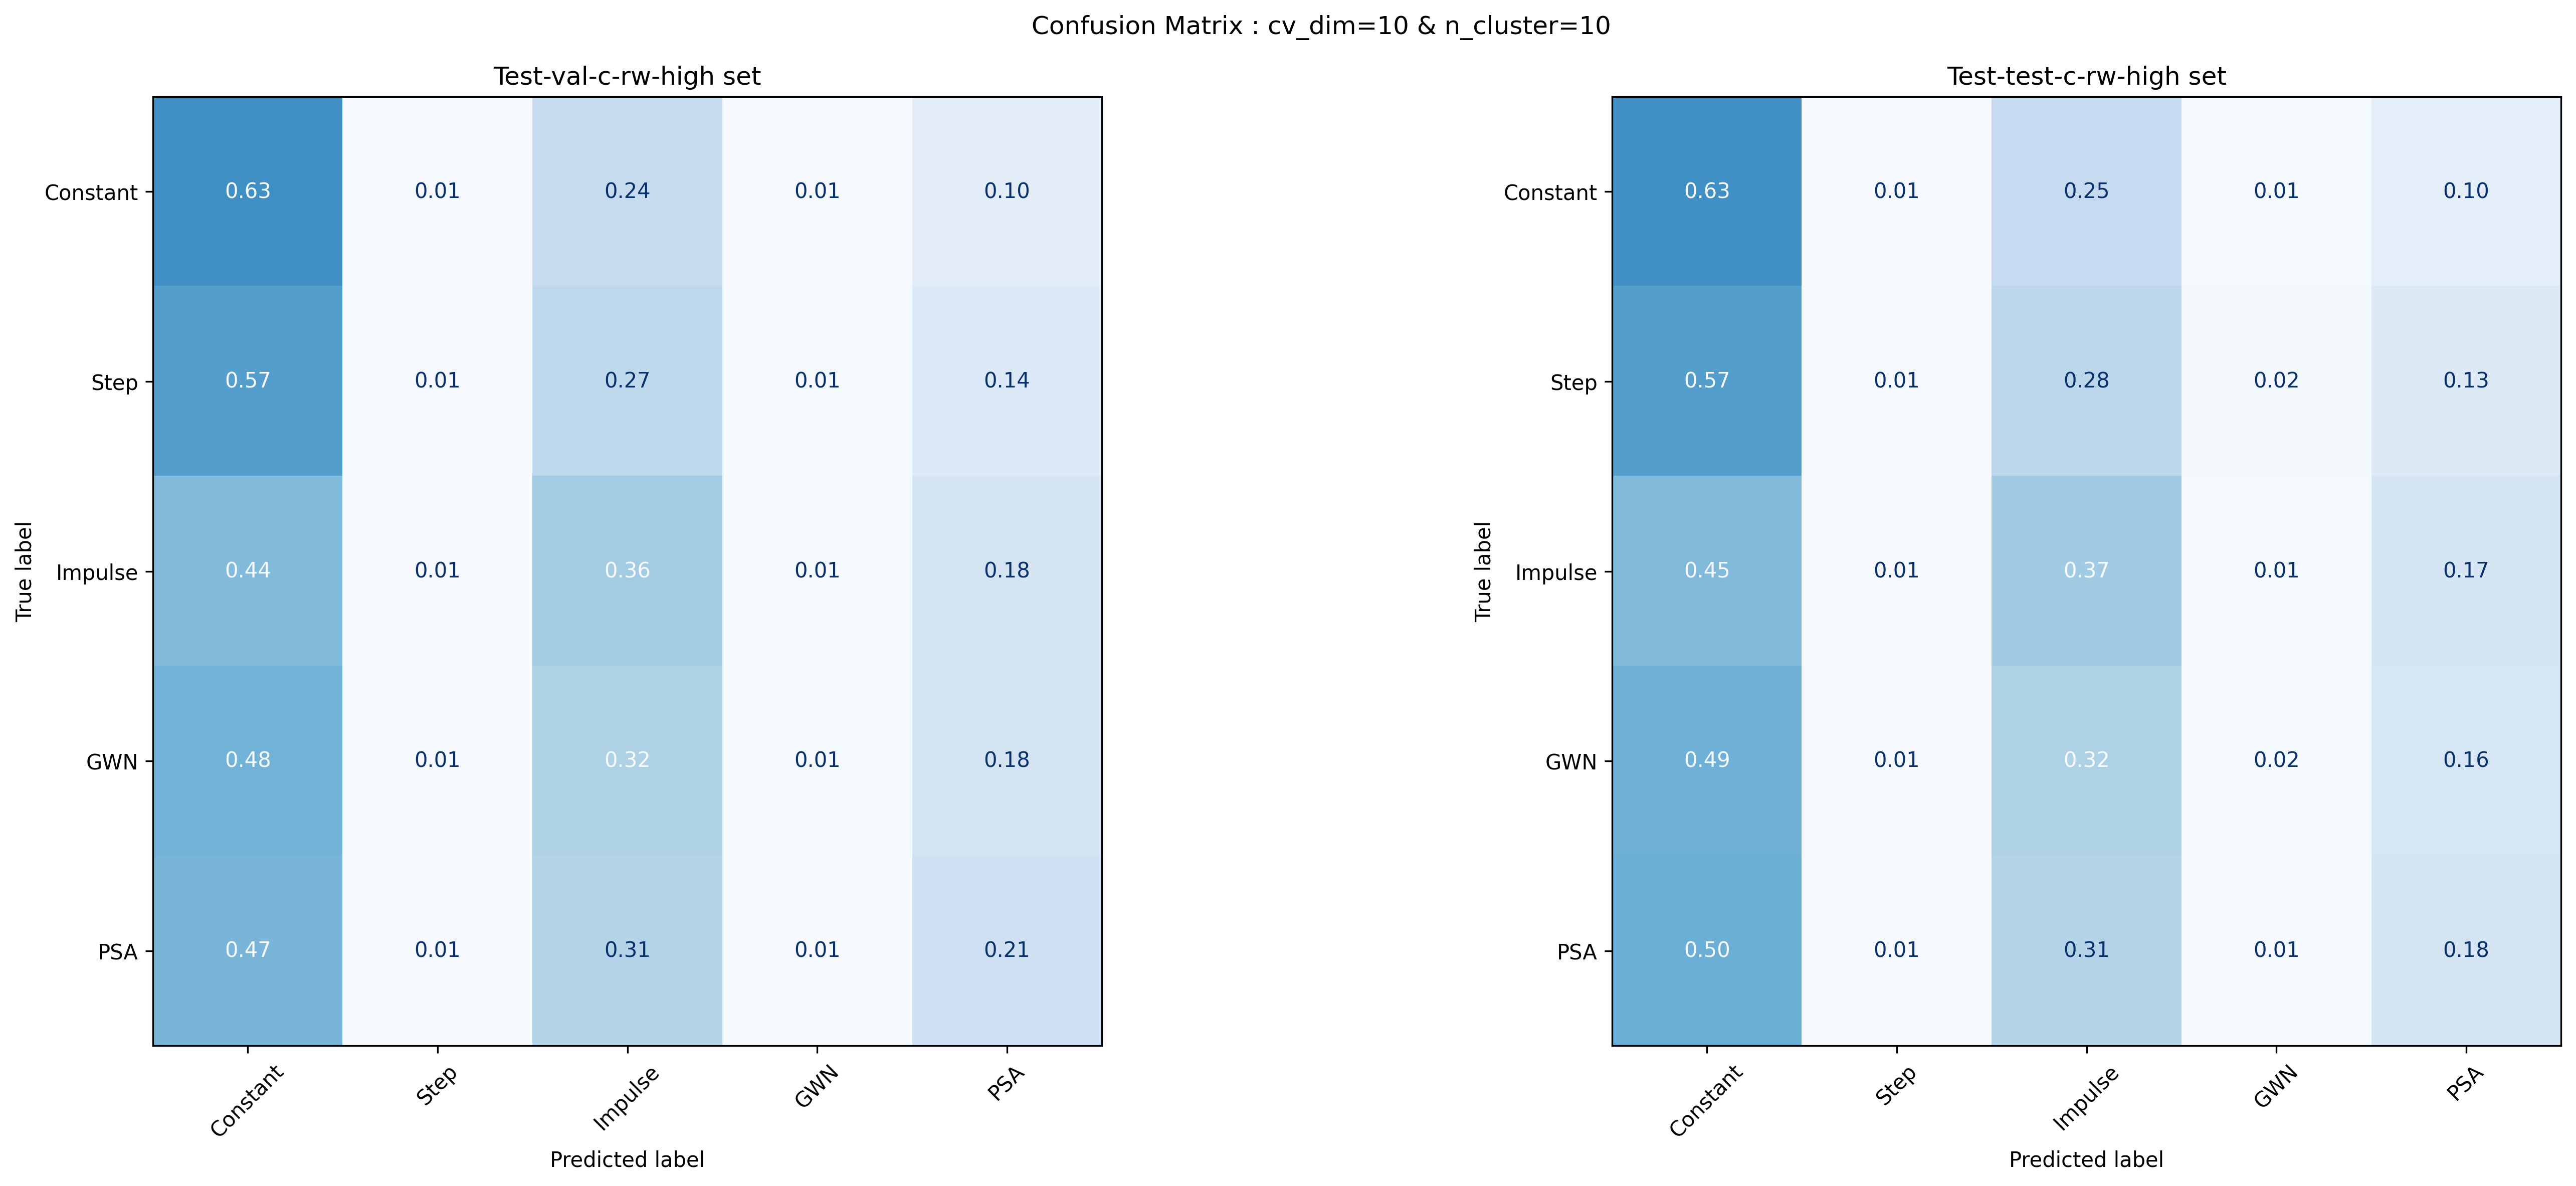 Confusion Matrix : cv_dim=10 & n_cluster=10
Test-val-c-rw-high set
True label
Constant 0.63 0.01 0.24 0.01 0.10
Step 0.57 0.01 0.27 0.01 0.14
Impulse 0.44 0.01 0.36 0.01 0.18
GWN 0.48 0.01 0.32 0.01 0.18
PSA 0.47 0.01 0.31 0.01 0.21
Constant Step Impulse GWN PSA
Predicted label
Test-test-c-rw-high set
True label
Constant 0.63 0.01 0.25 0.01 0.10
Step 0.57 0.01 0.28 0.02 0.13
Impulse 0.45 0.01 0.37 0.01 0.17
GWN 0.49 0.01 0.32 0.02 0.16
PSA 0.50 0.01 0.31 0.01 0.18
Constant Step Impulse GWN PSA
Predicted label